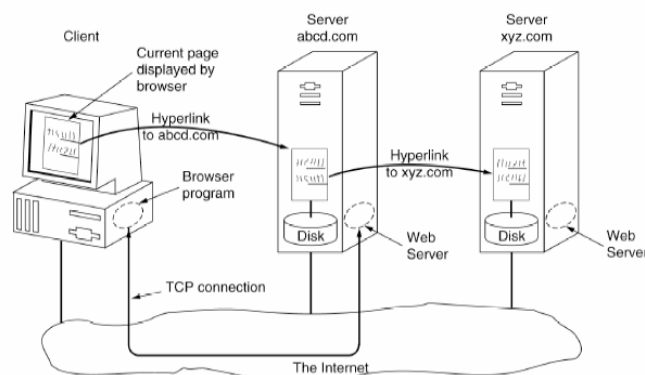 Client
Server
abcd.com
Server
xyz.com
Current page
displayed by
browser
Hyperlink
to abcd.com
Hyperlink
to xyz.com
Browser
program
Disk
Web
Server
Disk
Web
Server
TCP connection
The Internet